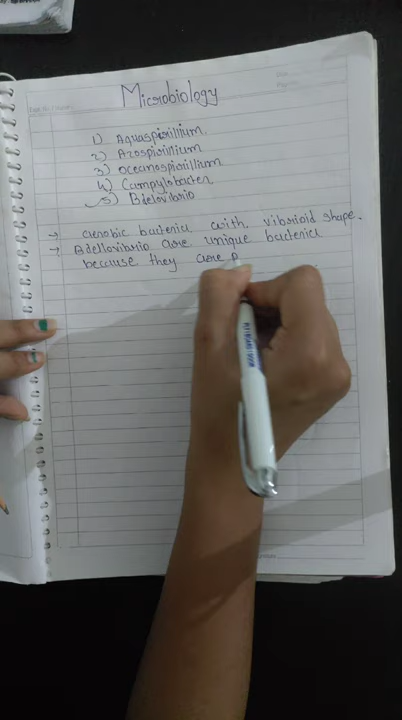 Microbiology
1) Aquaspirillium.
2) Azospirillium
3) Oceanospirillium.
4) Campylobacter
5) Bdelovibrio
→ aerobic bacteria with vibrioid shape.
→ Bdellovibrio are unique bacteria
because they are p